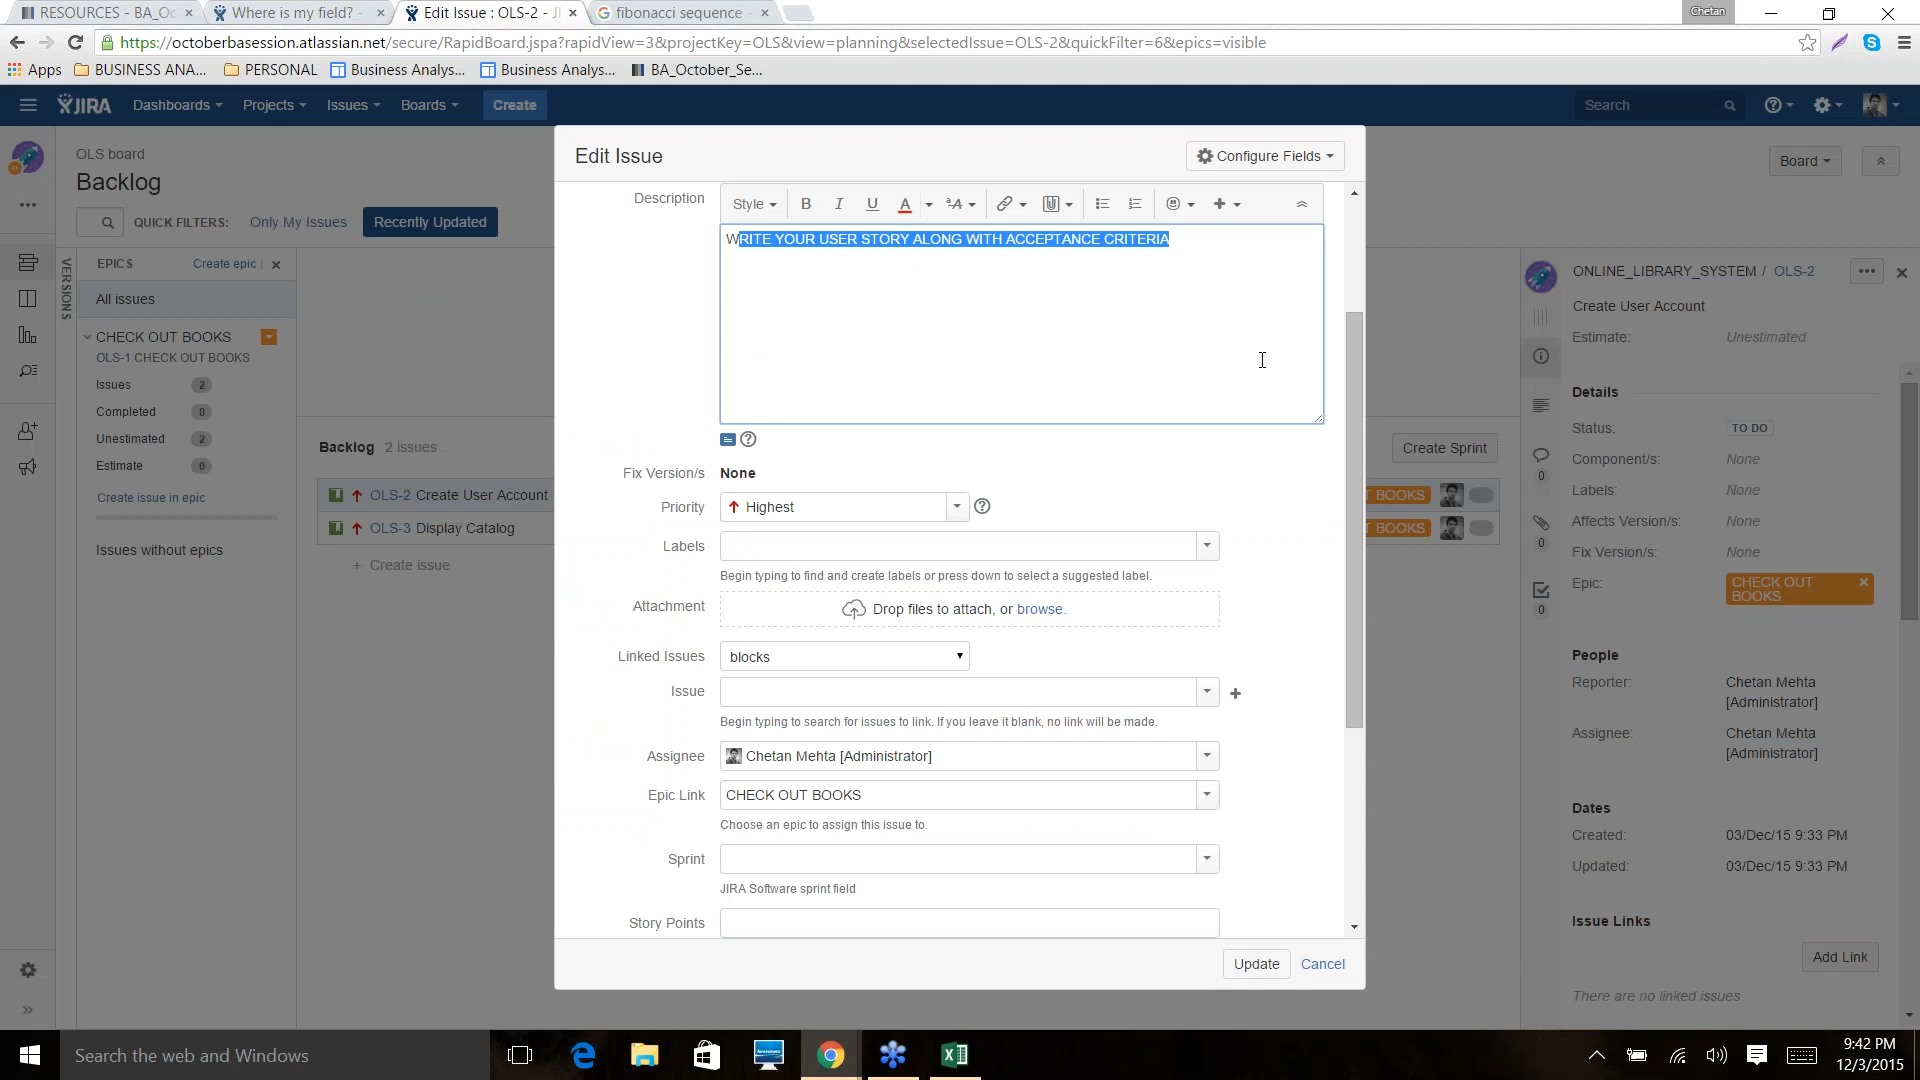 RESOURCES - BA_Oc
Where is my field? -
Edit Issue : OLS-2 - JI
fibonacci sequence
Chetan
https://octoberbasession.atlassian.net/secure/RapidBoard.jspa?rapidView=3&projectKey=OLS&view=planning&selectedIssue=OLS-2&quickFilter=6&epics=visible
Apps
BUSINESS ANA...
PERSONAL
Business Analys...
Business Analys...
BA_October_Se...
JIRA
Dashboards
Projects
Issues
Boards
Create
Search
OLS board
Backlog
Board
QUICK FILTERS:
Only My Issues
Recently Updated
VERSIONS
EPICS
Create epic
All issues
CHECK OUT BOOKS
OLS-1 CHECK OUT BOOKS
Issues 2
Completed 0
Unestimated 2
Estimate 0
Create issue in epic
Issues without epics
Backlog 2 issues
Create Sprint
OLS-2 Create User Account
T BOOKS
OLS-3 Display Catalog
T BOOKS
+ Create issue
Edit Issue
Configure Fields
Description
Style
B
I
U
A
WRITE YOUR USER STORY ALONG WITH ACCEPTANCE CRITERIA
Fix Version/s None
Priority Highest
Labels
Begin typing to find and create labels or press down to select a suggested label.
Attachment
Drop files to attach, or browse.
Linked Issues blocks
Issue
Begin typing to search for issues to link. If you leave it blank, no link will be made.
Assignee Chetan Mehta [Administrator]
Epic Link CHECK OUT BOOKS
Choose an epic to assign this issue to.
Sprint
JIRA Software sprint field
Story Points
Update Cancel
ONLINE_LIBRARY_SYSTEM / OLS-2
Create User Account
Estimate: Unestimated
Details
Status: TO DO
Component/s: None
Labels: None
Affects Version/s: None
Fix Version/s: None
Epic: CHECK OUT
BOOKS
0
0
0
People
Reporter: Chetan Mehta
[Administrator]
Assignee: Chetan Mehta
[Administrator]
Dates
Created: 03/Dec/15 9:33 PM
Updated: 03/Dec/15 9:33 PM
Issue Links
Add Link
There are no linked issues
Search the web and Windows
9:42 PM
12/3/2015